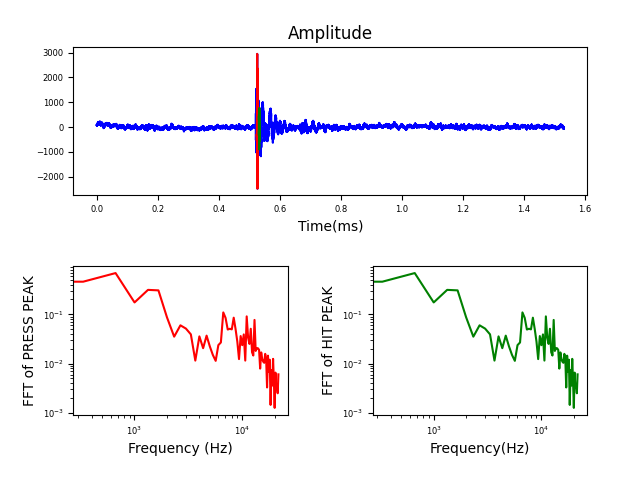 Amplitude
3000
2000
1000
0
−1000
−2000
0.0 0.2 0.4 0.6 0.8 1.0 1.2 1.4 1.6
Time(ms)
FFT of PRESS PEAK
10⁻¹
10⁻²
10⁻³
10³ 10⁴
Frequency (Hz)
FFT of HIT PEAK
10⁻¹
10⁻²
10⁻³
10³ 10⁴
Frequency(Hz)